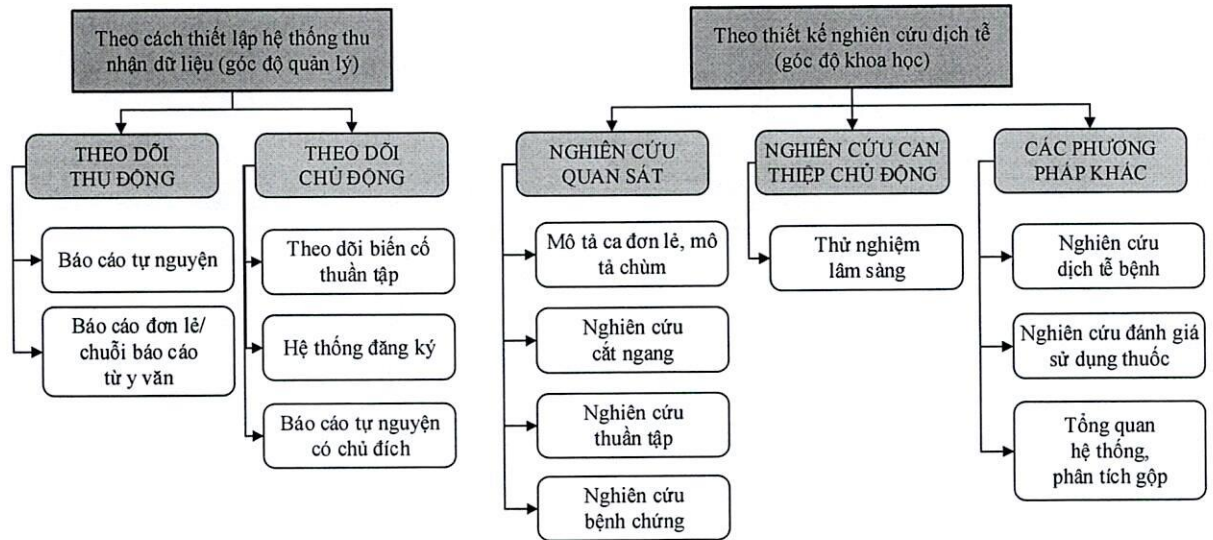 Theo cách thiết lập hệ thống thu
nhận dữ liệu (góc độ quản lý)
THEO DÕI
THỤ ĐỘNG
Báo cáo tự nguyện
Báo cáo đơn lẻ/
chuỗi báo cáo
từ y văn
THEO DÕI
CHỦ ĐỘNG
Theo dõi biến cố
thuần tập
Hệ thống đăng ký
Báo cáo tự nguyện
có chủ đích
Theo thiết kế nghiên cứu dịch tễ
(góc độ khoa học)
NGHIÊN CỨU
QUAN SÁT
Mô tả ca đơn lẻ, mô
tả chùm
Nghiên cứu
cắt ngang
Nghiên cứu
thuần tập
Nghiên cứu
bệnh chứng
NGHIÊN CỨU CAN
THIỆP CHỦ ĐỘNG
Thử nghiệm
lâm sàng
CÁC PHƯƠNG
PHÁP KHÁC
Nghiên cứu
dịch tễ bệnh
Nghiên cứu đánh giá
sử dụng thuốc
Tổng quan
hệ thống,
phân tích gộp